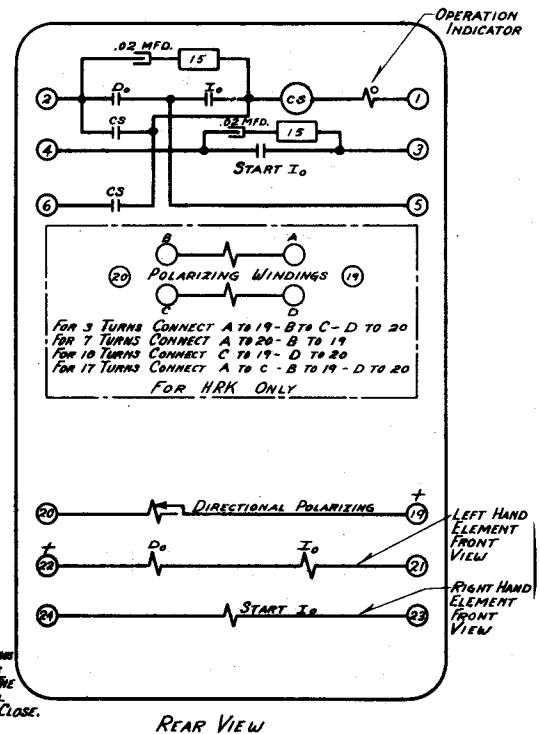 OPERATION
INDICATOR
.02 MFD.
15
2
Do
Io
CS
1
CS
.02 MFD.
15
4
START Io
3
6
CS
5
B
A
20
POLARIZING WINDINGS
19
C
D
FOR 3 TURNS CONNECT A TO 19 - B TO C - D TO 20
FOR 7 TURNS CONNECT A TO 20 - B TO 19
FOR 10 TURNS CONNECT C TO 19 - D TO 20
FOR 17 TURNS CONNECT A TO C - B TO 19 - D TO 20
FOR HRK ONLY
20
DIRECTIONAL POLARIZING
+
19
LEFT HAND
ELEMENT
FRONT
VIEW
+
22
Do
Io
21
RIGHT HAND
ELEMENT
FRONT
VIEW
24
START Io
23
THE
CLOSE.
REAR VIEW